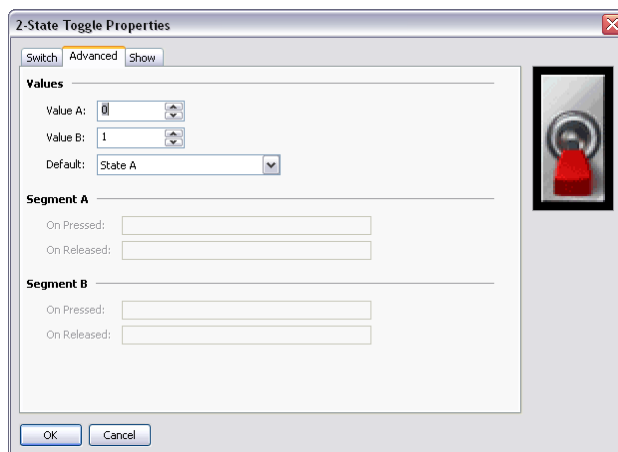 2-State Toggle Properties
Switch Advanced Show
Values
Value A: 0
Value B: 1
Default: State A
Segment A
On Pressed:
On Released:
Segment B
On Pressed:
On Released:
OK Cancel